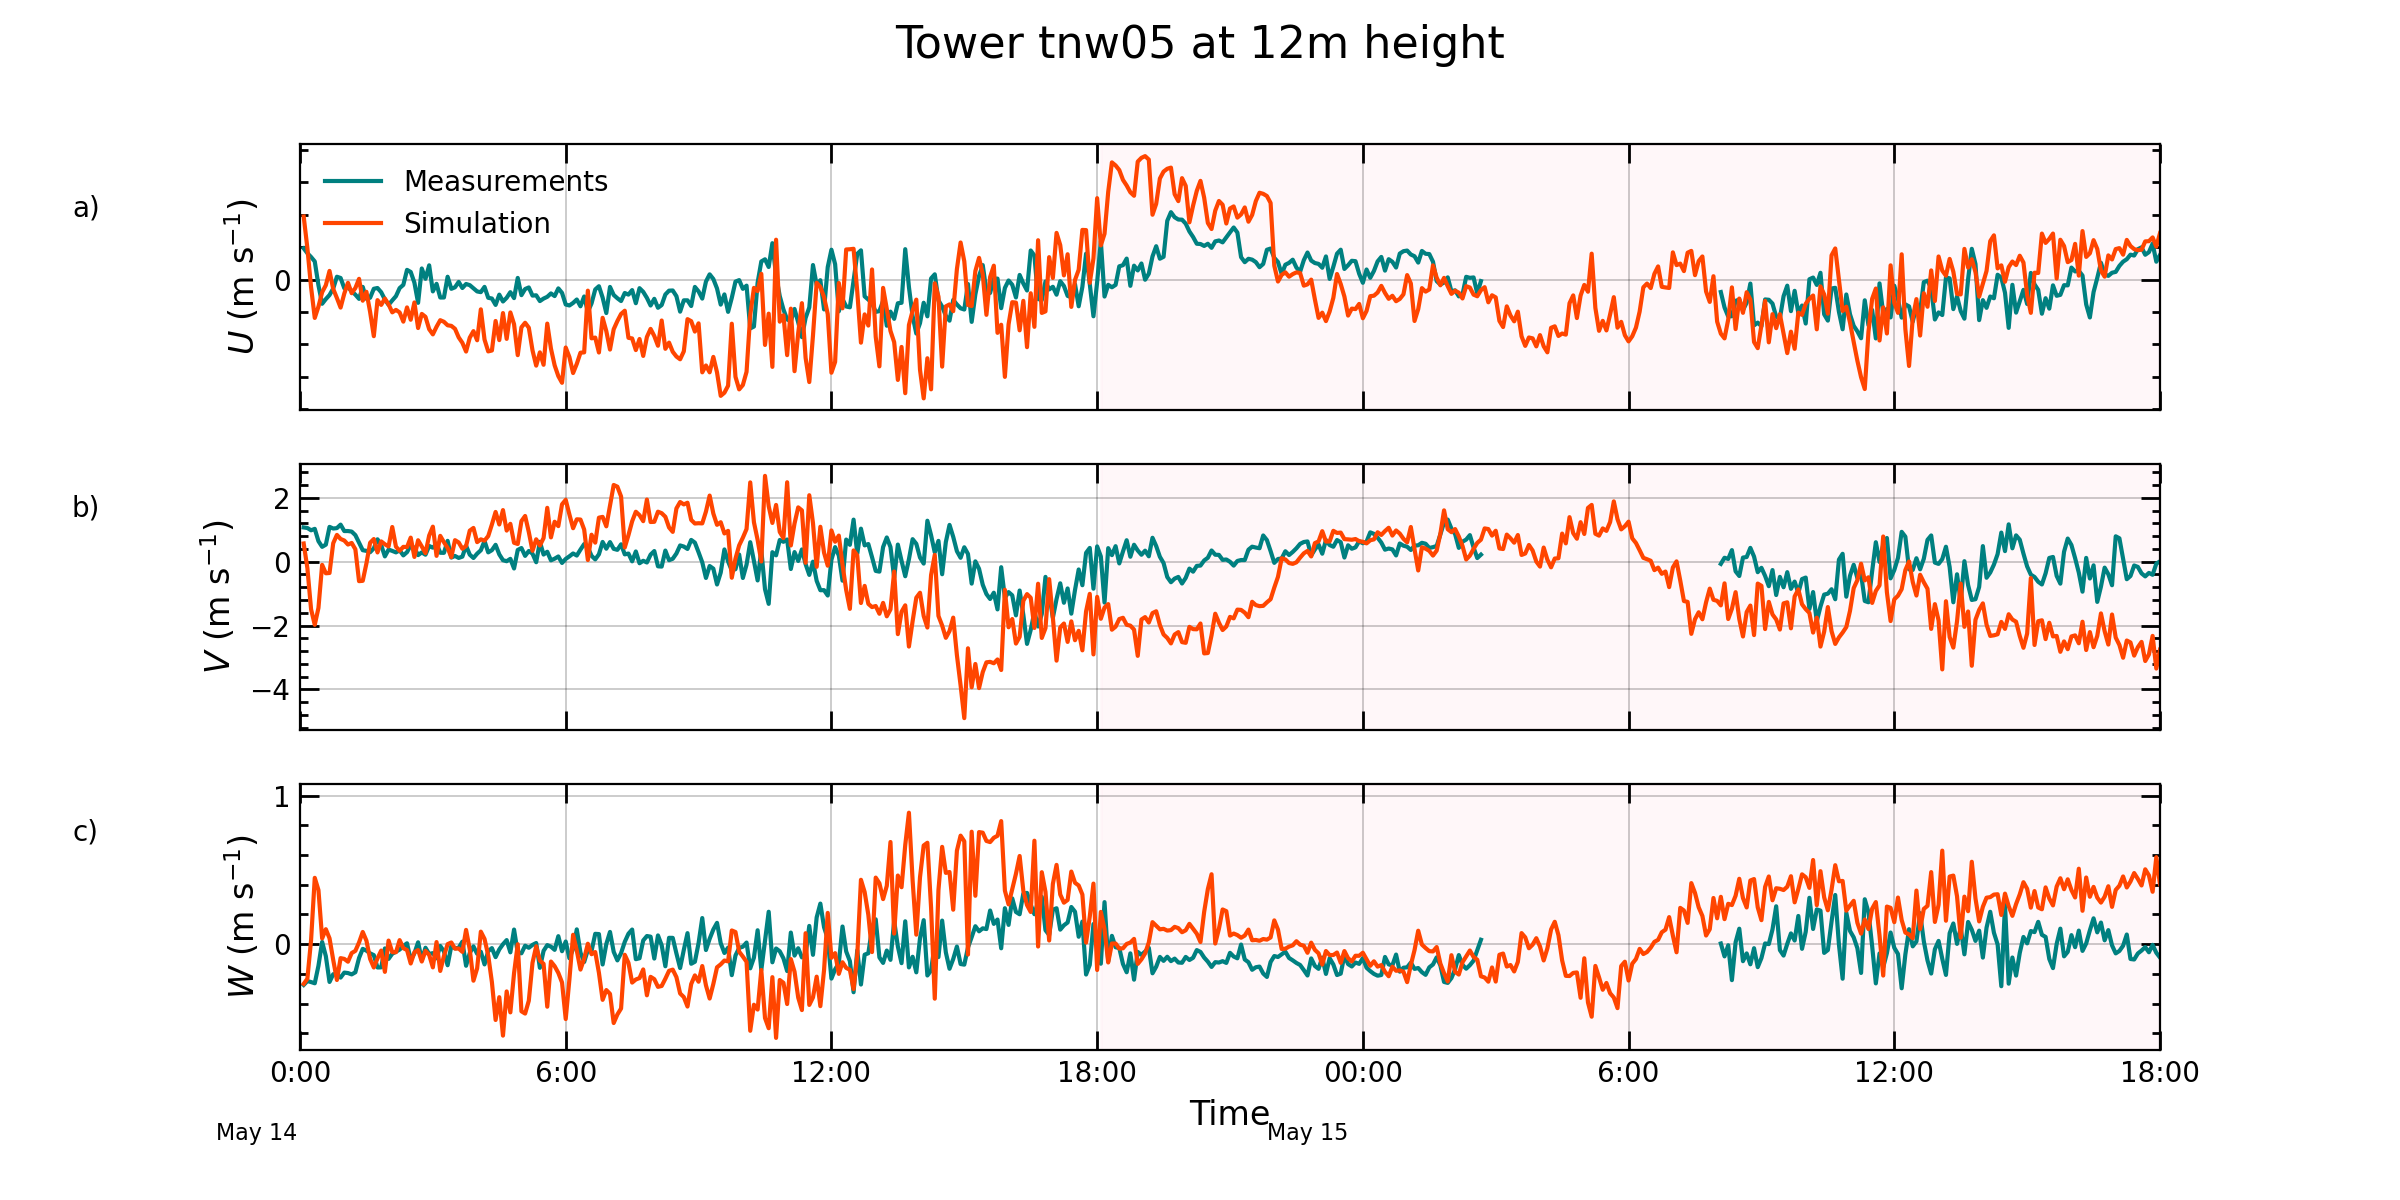 Tower tnw05 at 12m height
a)
U (m s⁻¹)
0
Measurements
Simulation
b)
V (m s⁻¹)
2
0
−2
−4
c)
W (m s⁻¹)
1
0
0:00 6:00 12:00 18:00 00:00 6:00 12:00 18:00
Time
May 14 May 15